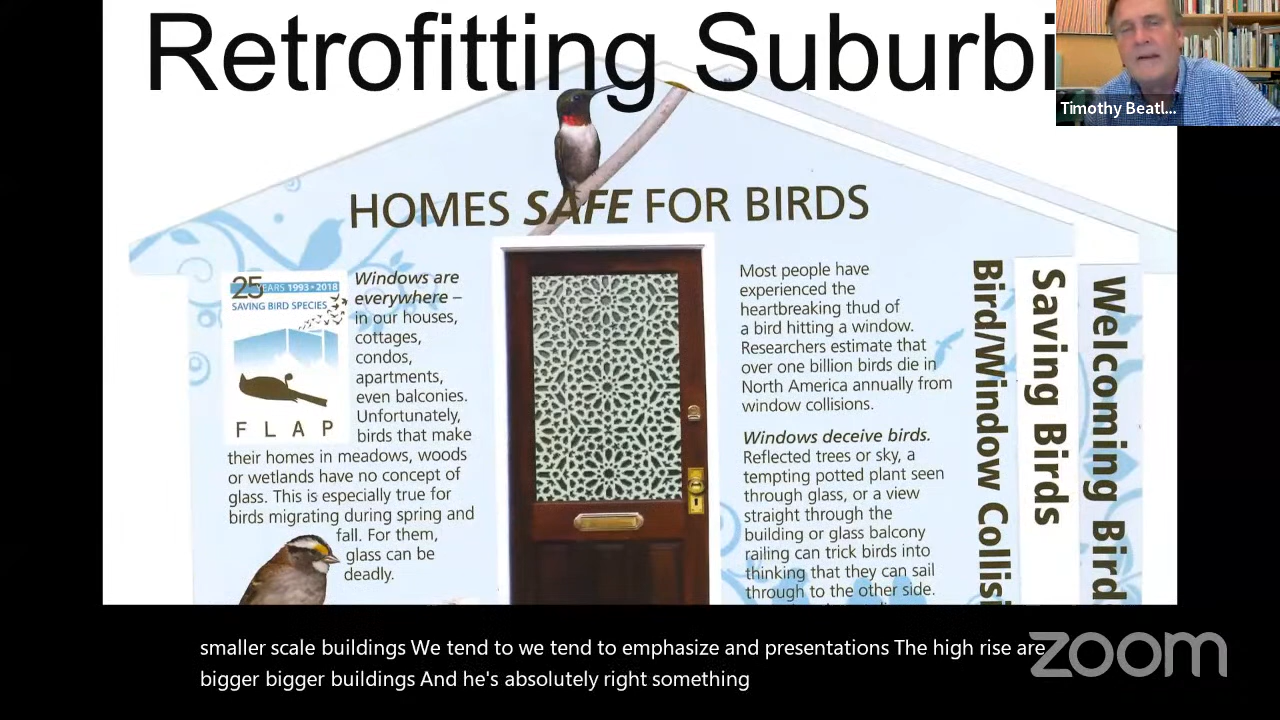 Retrofitting Suburbi
Timothy Beatl...
HOMES SAFE FOR BIRDS
25 YEARS 1993 • 2018
SAVING BIRD SPECIES
FLAP
Windows are
everywhere –
in our houses,
cottages,
condos,
apartments,
even balconies.
Unfortunately,
birds that make
their homes in meadows, woods
or wetlands have no concept of
glass. This is especially true for
birds migrating during spring and
fall. For them,
glass can be
deadly.
Most people have
experienced the
heartbreaking thud of
a bird hitting a window.
Researchers estimate that
over one billion birds die in
North America annually from
window collisions.
Windows deceive birds.
Reflected trees or sky, a
tempting potted plant seen
through glass, or a view
straight through the
building or glass balcony
railing can trick birds into
thinking that they can sail
through to the other side.
Bird/Window Collisi
Saving Birds
Welcoming Bird
smaller scale buildings We tend to we tend to emphasize and presentations The high rise are
bigger bigger buildings And he's absolutely right something
zoom